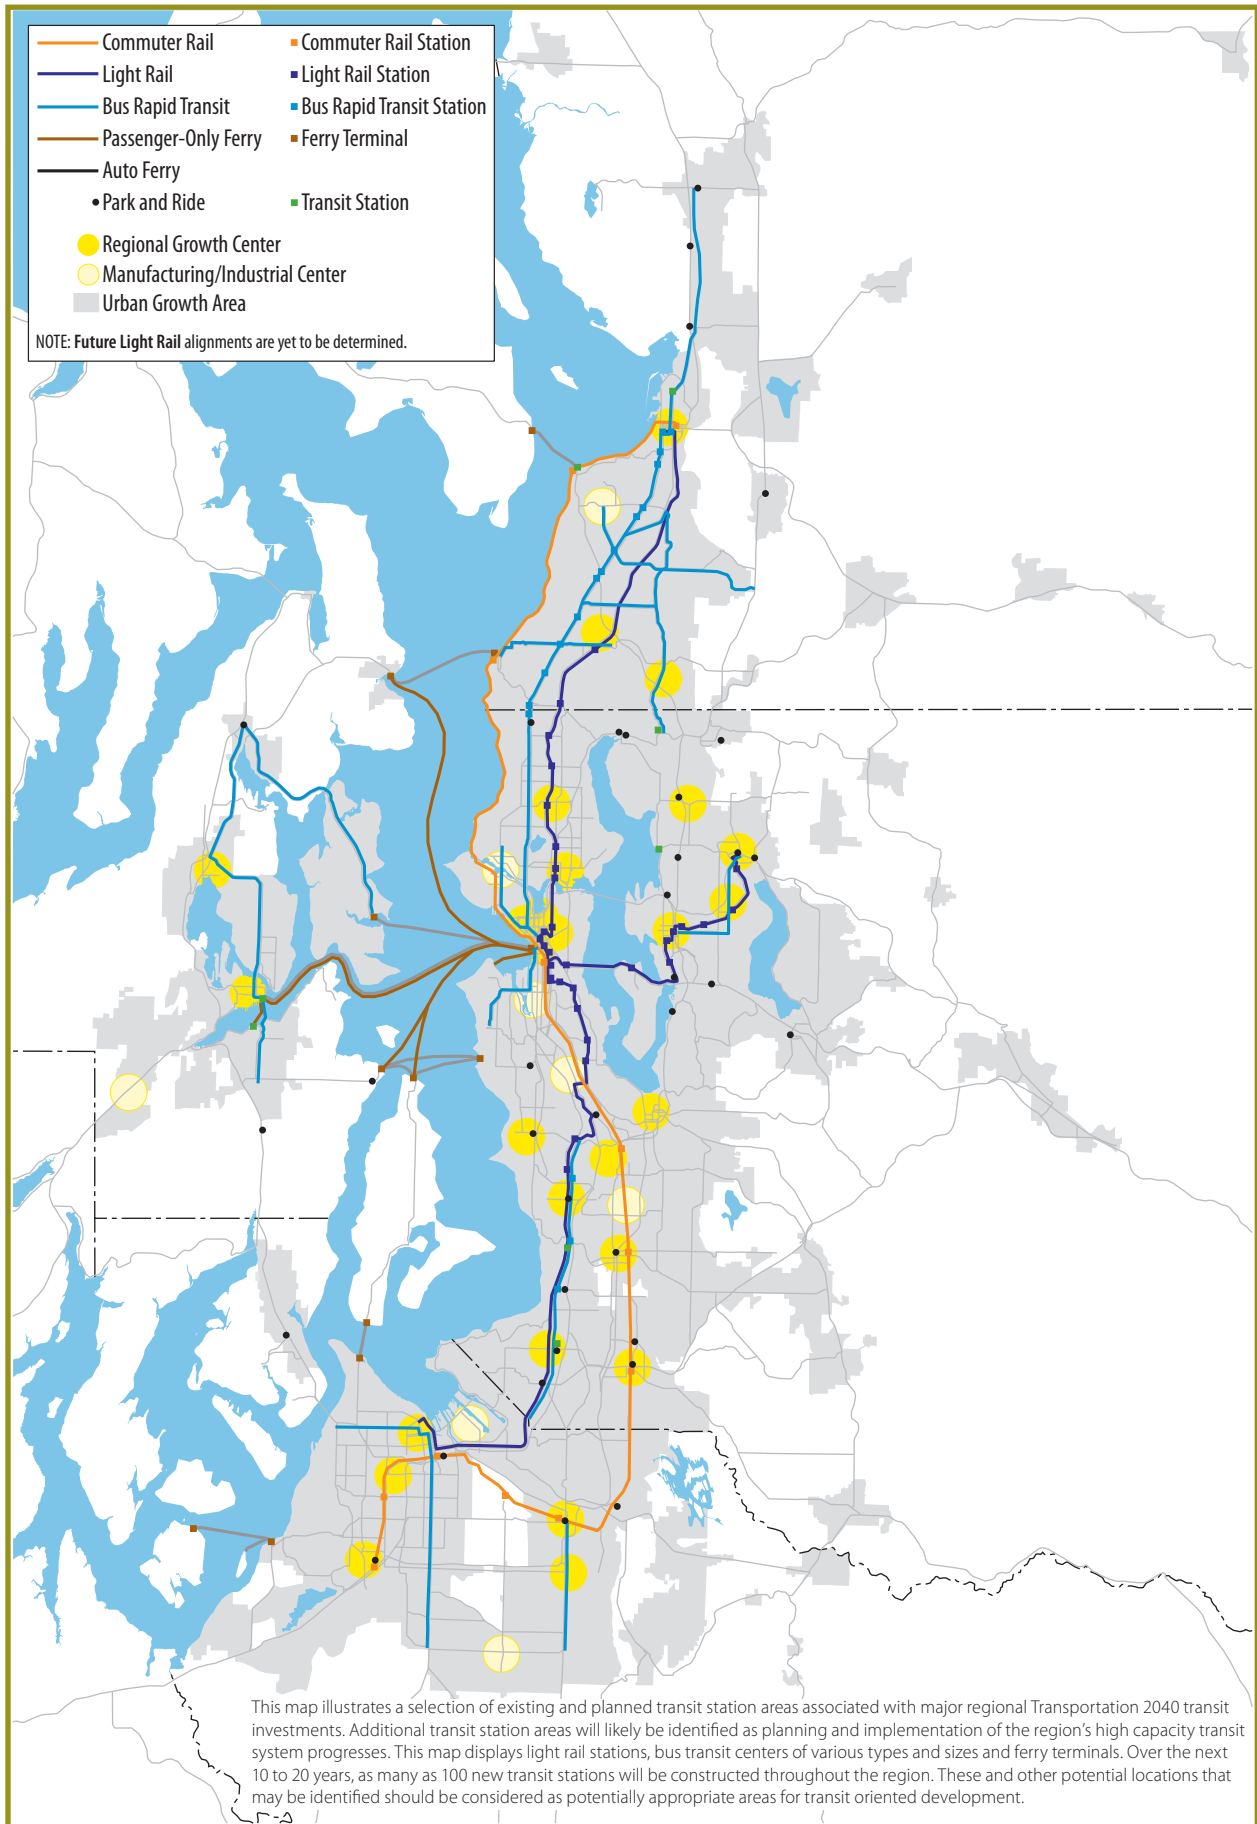 Commuter Rail
Commuter Rail Station
Light Rail
Light Rail Station
Bus Rapid Transit
Bus Rapid Transit Station
Passenger-Only Ferry
Ferry Terminal
Auto Ferry
Park and Ride
Transit Station
Regional Growth Center
Manufacturing/Industrial Center
Urban Growth Area
NOTE: Future Light Rail alignments are yet to be determined.
This map illustrates a selection of existing and planned transit station areas associated with major regional Transportation 2040 transit
investments. Additional transit station areas will likely be identified as planning and implementation of the region's high capacity transit
system progresses. This map displays light rail stations, bus transit centers of various types and sizes and ferry terminals. Over the next
10 to 20 years, as many as 100 new transit stations will be constructed throughout the region. These and other potential locations that
may be identified should be considered as potentially appropriate areas for transit oriented development.